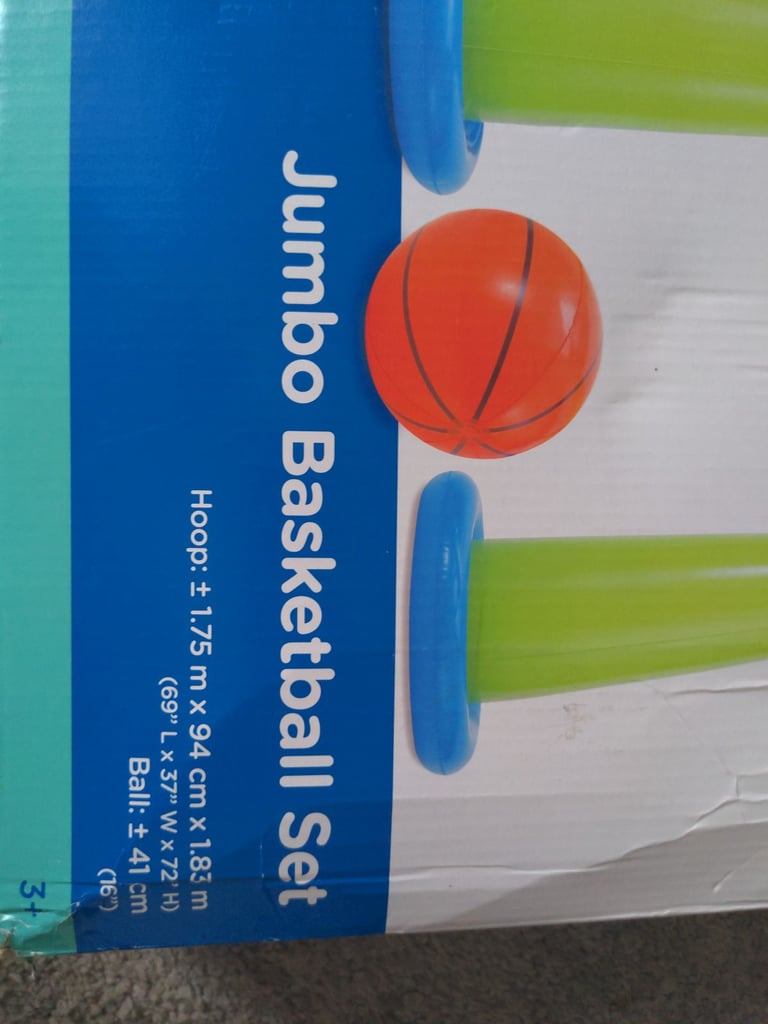 Jumbo Basketball Set
Hoop: ± 1.75 m x 94 cm x 1.83 m
(69” L x 37” W x 72” H)
Ball: ± 41 cm
(16”)
3+